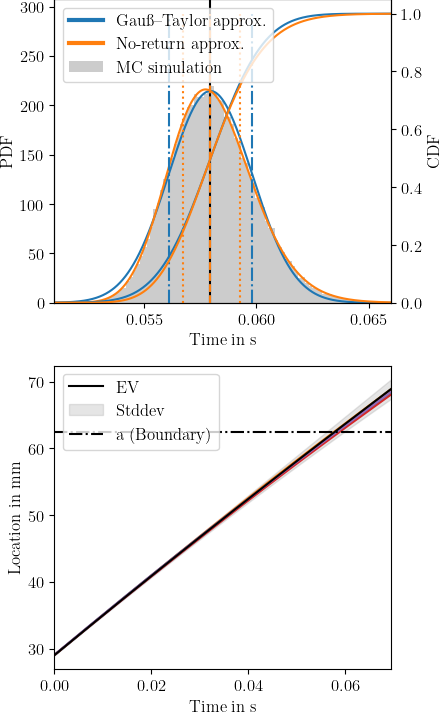 300
250
200
150
100
50
0
PDF
Gauß–Taylor approx.
No-return approx.
MC simulation
1.0
0.8
0.6
0.4
0.2
0.0
CDF
0.055
0.060
0.065
Time in s
70
60
50
40
30
Location in mm
EV
Stddev
a (Boundary)
0.00
0.02
0.04
0.06
Time in s